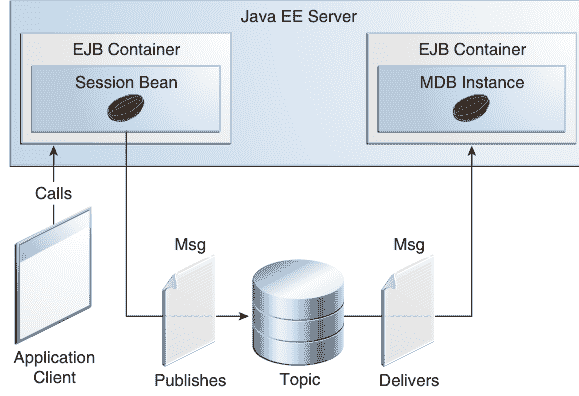 Java EE Server
EJB Container
EJB Container
Session Bean
MDB Instance
Calls
Msg
Msg
Application
Client
Publishes
Topic
Delivers